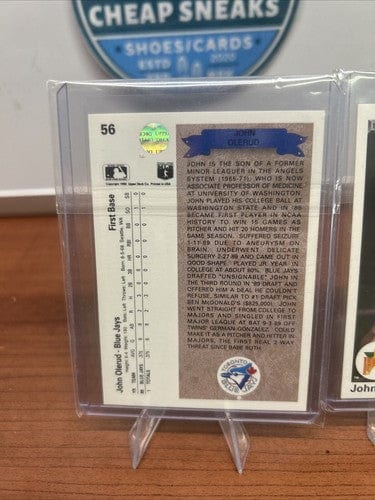 CHEAP SNEAKS
SHOES/CARDS
ESTD
2020
56
First Base
John Olerud - Blue Jays
JOHN
OLERUD
JOHN IS THE SON OF A FORMER
MINOR-LEAGUER IN THE ANGELS
SYSTEM (1965-71), WHO IS NOW
ASSOCIATE PROFESSOR OF MEDICINE
AT UNIVERSITY OF WASHINGTON.
JOHN PLAYED HIS COLLEGE BALL AT
WASHINGTON STATE AND IN '88
BECAME FIRST PLAYER IN NCAA
HISTORY TO WIN 15 GAMES AS
PITCHER AND HIT 20 HOMERS IN THE
SAME SEASON. SUFFERED SEIZURE
1-11-89 DUE TO ANEURYSM ON
BRAIN. UNDERWENT DELICATE
SURGERY 2-27-89 AND CAME OUT IN
GOOD SHAPE. PLAYED JR. YEAR IN
COLLEGE AT ABOUT 80%. BLUE JAYS
DRAFTED "UNSIGNABLE" JOHN IN
THE THIRD ROUND IN '89 DRAFT AND
OFFERED HIM A DEAL HE COULDN'T
REFUSE, SIMILAR TO #1 DRAFT PICK
BEN McDONALD'S ($825,000). JOHN
WENT STRAIGHT FROM COLLEGE TO
MAJORS AND SINGLED IN FIRST
MAJOR LEAGUE AT BAT 9-3-89 OFF
TWINS' GERMAN GONZALEZ. COULD
MAKE IT AS A PITCHER AND HITTER IN
MAJORS, THE FIRST REAL 2-WAY
THREAT SINCE BABE RUTH.
TORONTO
BLUE JAYS
John